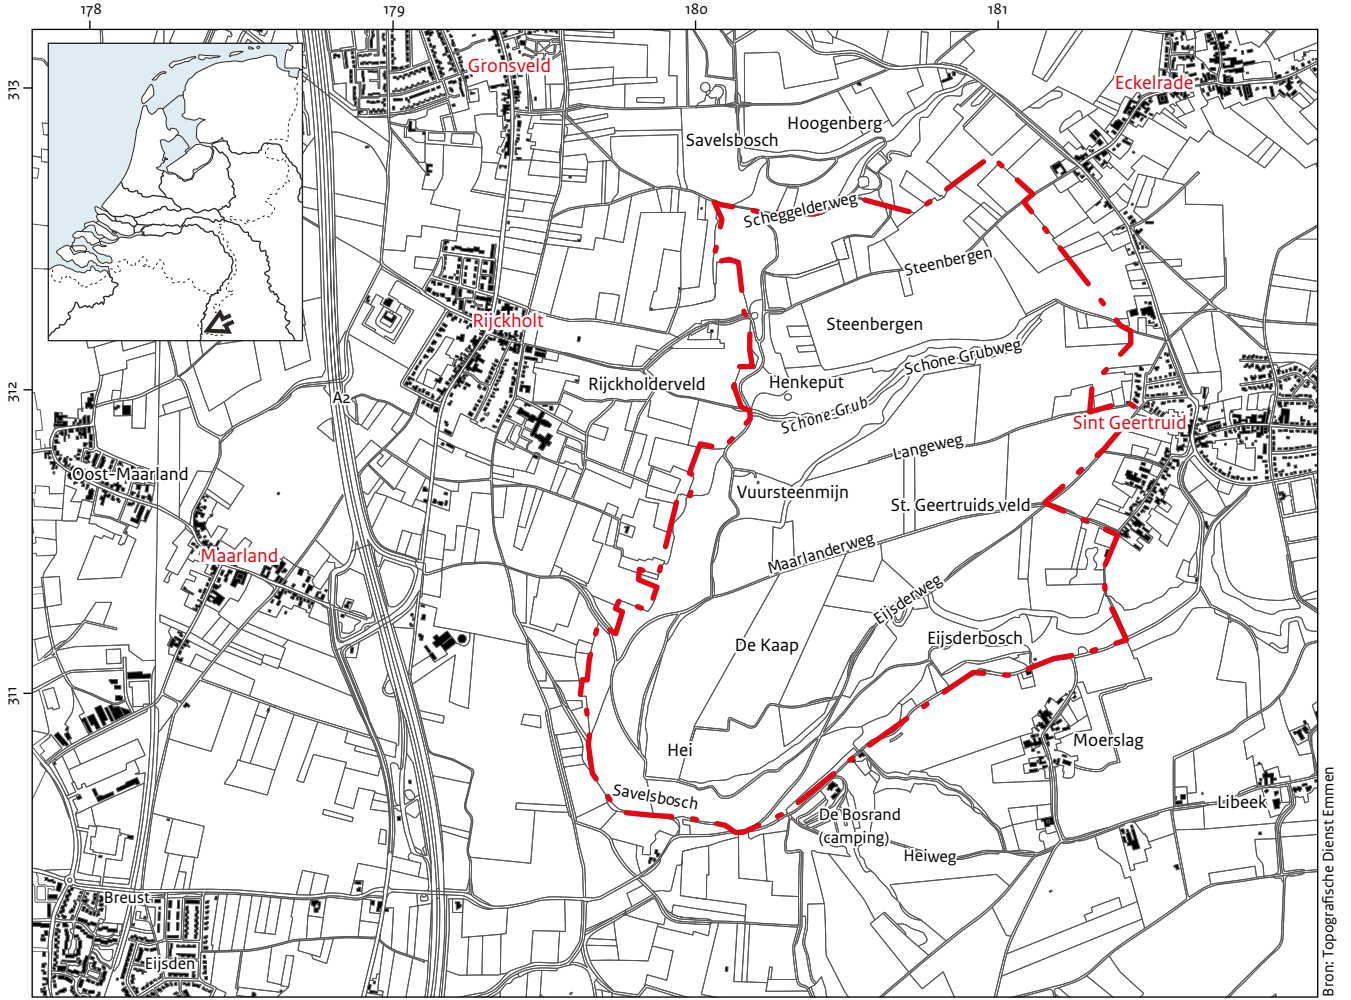 178
179
180
181
313
312
311
Gronsveld
Eckelrade
Hoogenberg
Savelsbosch
Scheggelderweg
Steenbergen
Rijckholt
Steenbergen
Schone Grubweg
Rijckholderveld
Henkeput
A2
Schone Grub
Sint Geertruid
Langeweg
Oost-Maarland
Vuursteenmijn
St. Geertruids veld
Maarlanderweg
Maarland
Eijsderweg
Eijsderbosch
De Kaap
Hei
Moerslag
Savelsbosch
Libeek
De Bosrand
(camping)
Heiweg
Breust
Eijsden
Bron: Topografische Dienst Emmen